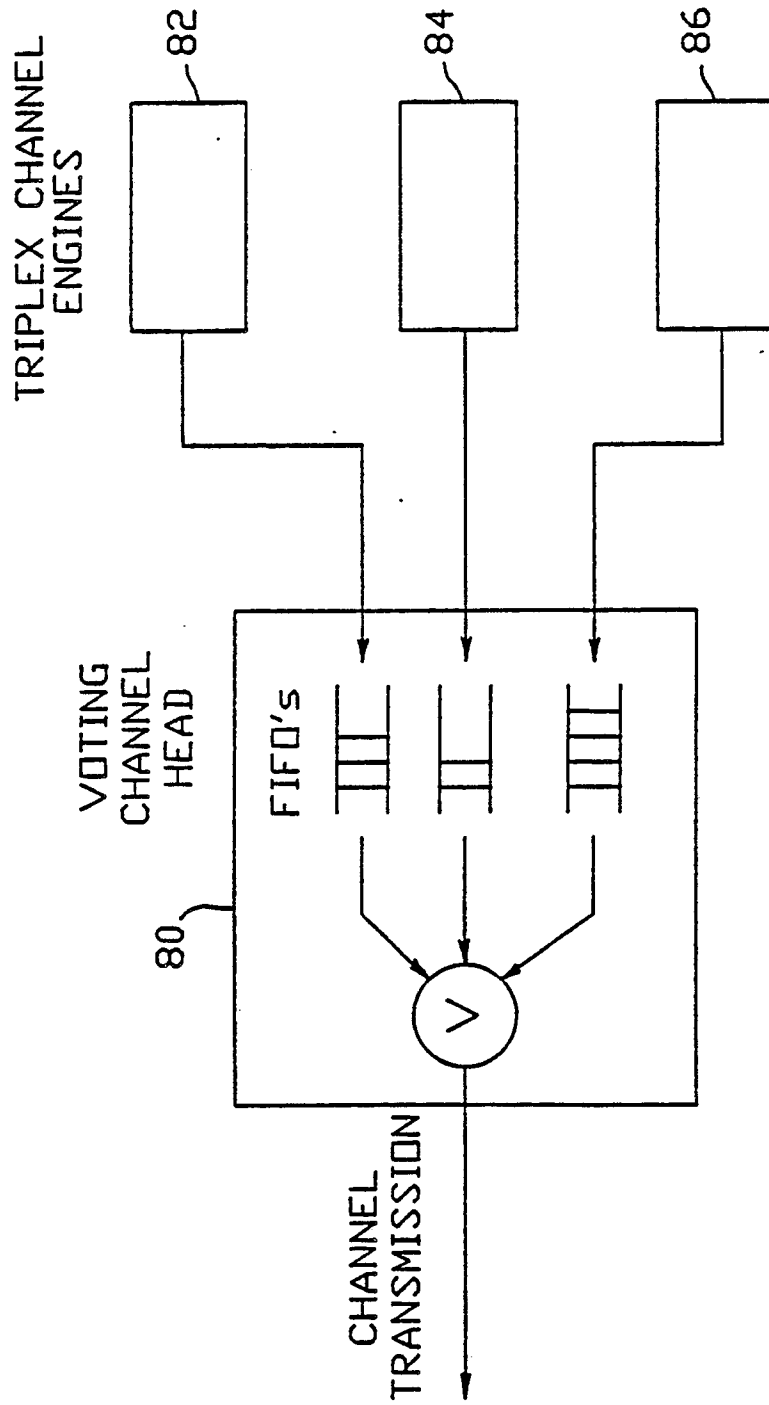 TRIPLEX CHANNEL
ENGINES
82
84
86
VOTING
CHANNEL
HEAD
80
FIFO's
V
CHANNEL
TRANSMISSION